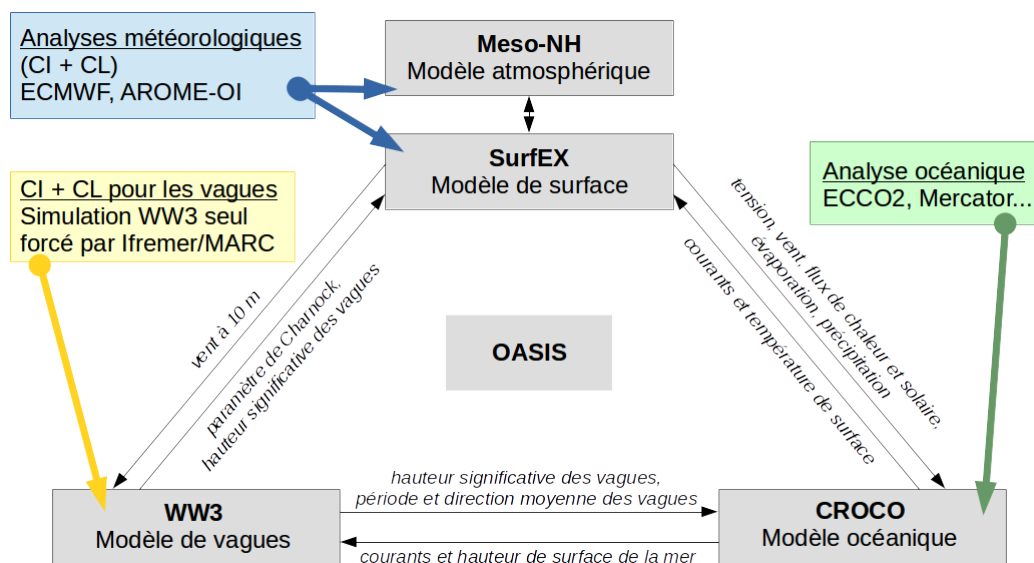 Analyses météorologiques
(CI + CL)
ECMWF, AROME-OI
Meso-NH
Modèle atmosphérique
SurfEX
Modèle de surface
CI + CL pour les vagues
Simulation WW3 seul
forcé par Ifremer/MARC
Analyse océanique
ECCO2, Mercator...
vent à 10 m
paramètre de Charnock,
hauteur significative des vagues
OASIS
tension, vent, flux de chaleur et solaire,
évaporation, précipitation
courants et température de surface
hauteur significative des vagues,
période et direction moyenne des vagues
WW3
Modèle de vagues
CROCO
Modèle océanique
courants et hauteur de surface de la mer